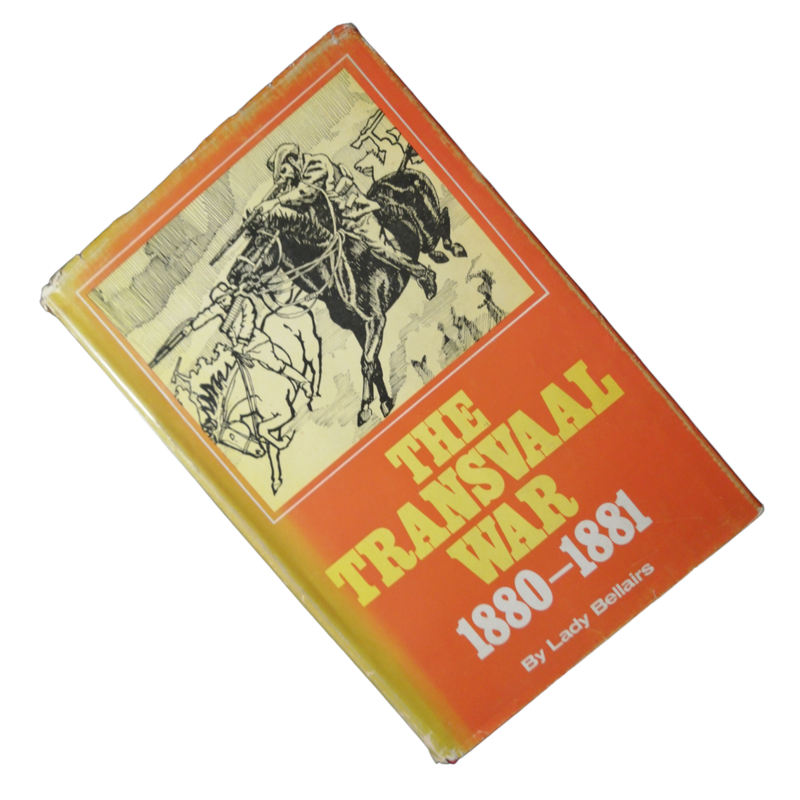 THE
TRANSVAAL
WAR
1880–1881
By Lady Bellairs